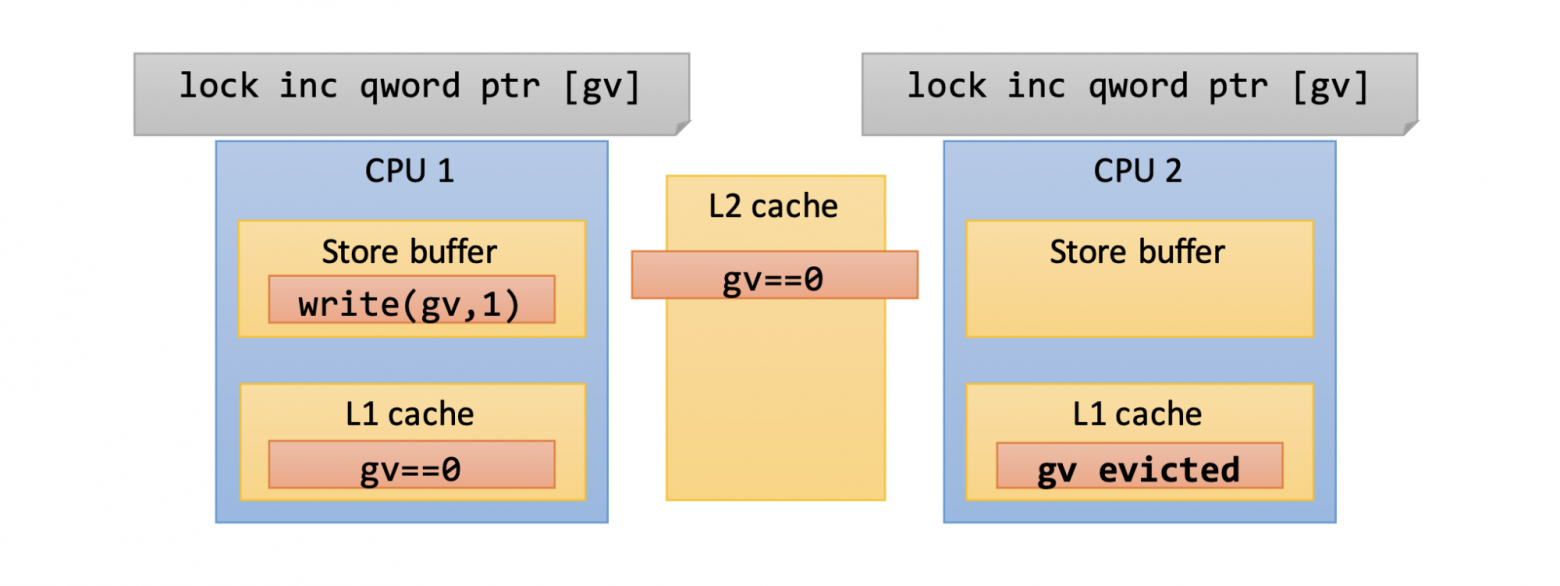 lock inc qword ptr [gv]
lock inc qword ptr [gv]
CPU 1
CPU 2
L2 cache
Store buffer
Store buffer
gv==0
write(gv,1)
L1 cache
L1 cache
gv==0
gv evicted